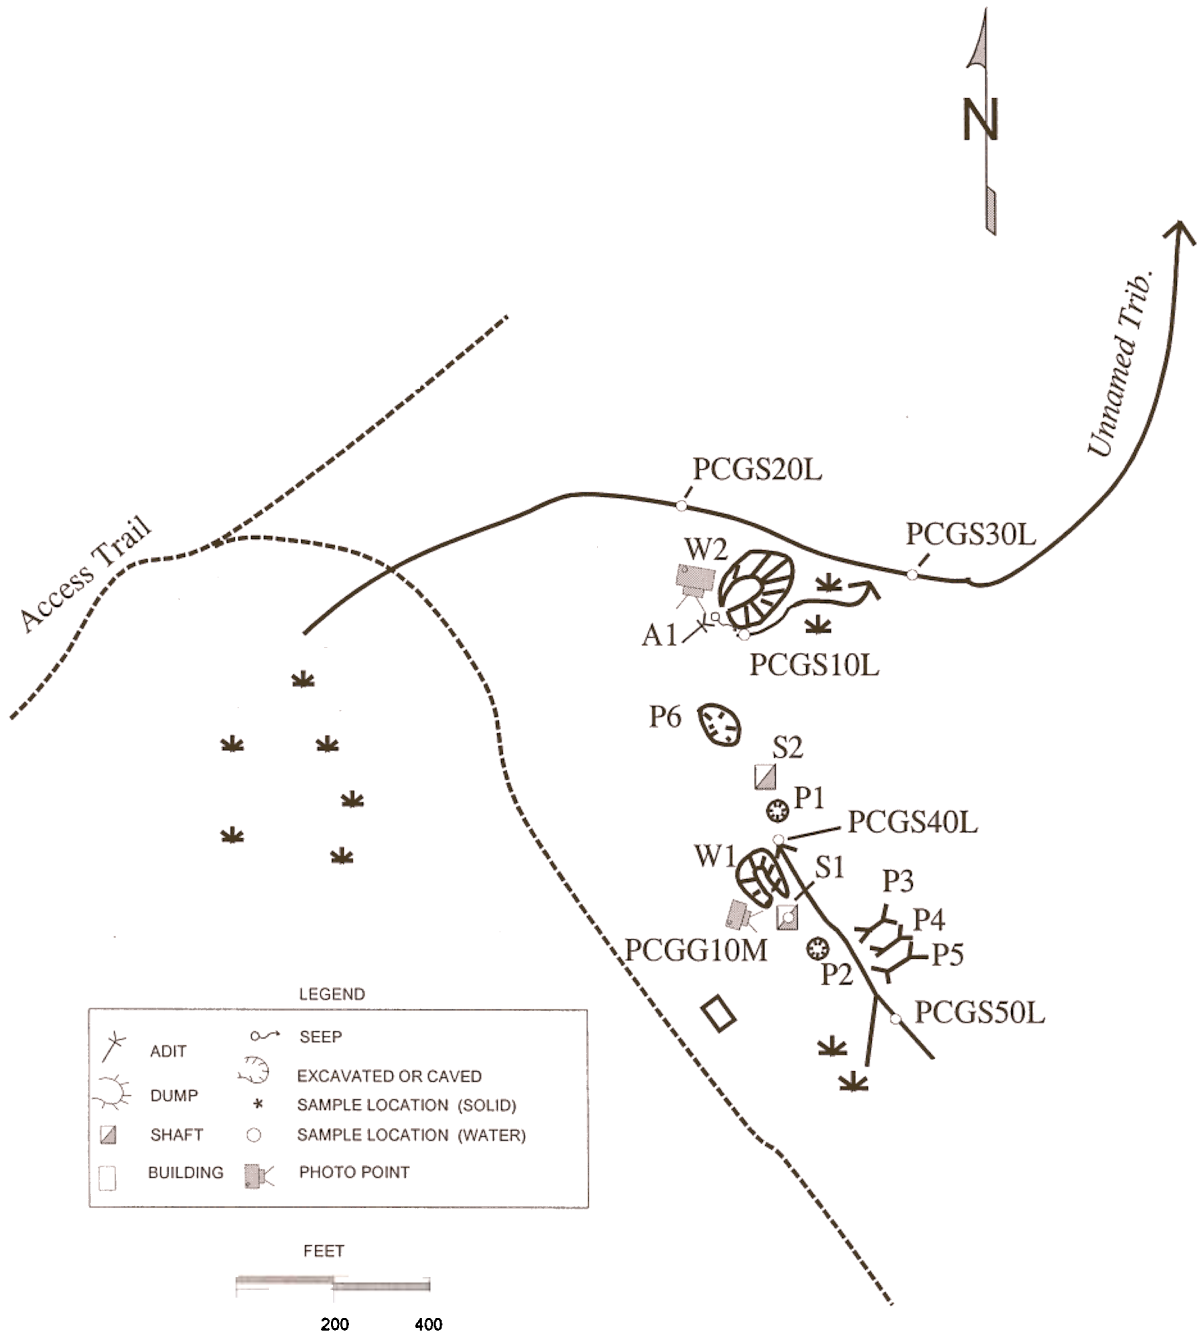 N
Unnamed Trib.
PCGS20L
PCGS30L
Access Trail
W2
A1
PCGS10L
P6
S2
P1
PCGS40L
W1
S1
P3
P4
PCGG10M
P5
P2
PCGS50L
LEGEND
ADIT
SEEP
DUMP
EXCAVATED OR CAVED
SAMPLE LOCATION (SOLID)
SHAFT
SAMPLE LOCATION (WATER)
BUILDING
PHOTO POINT
FEET
200 400